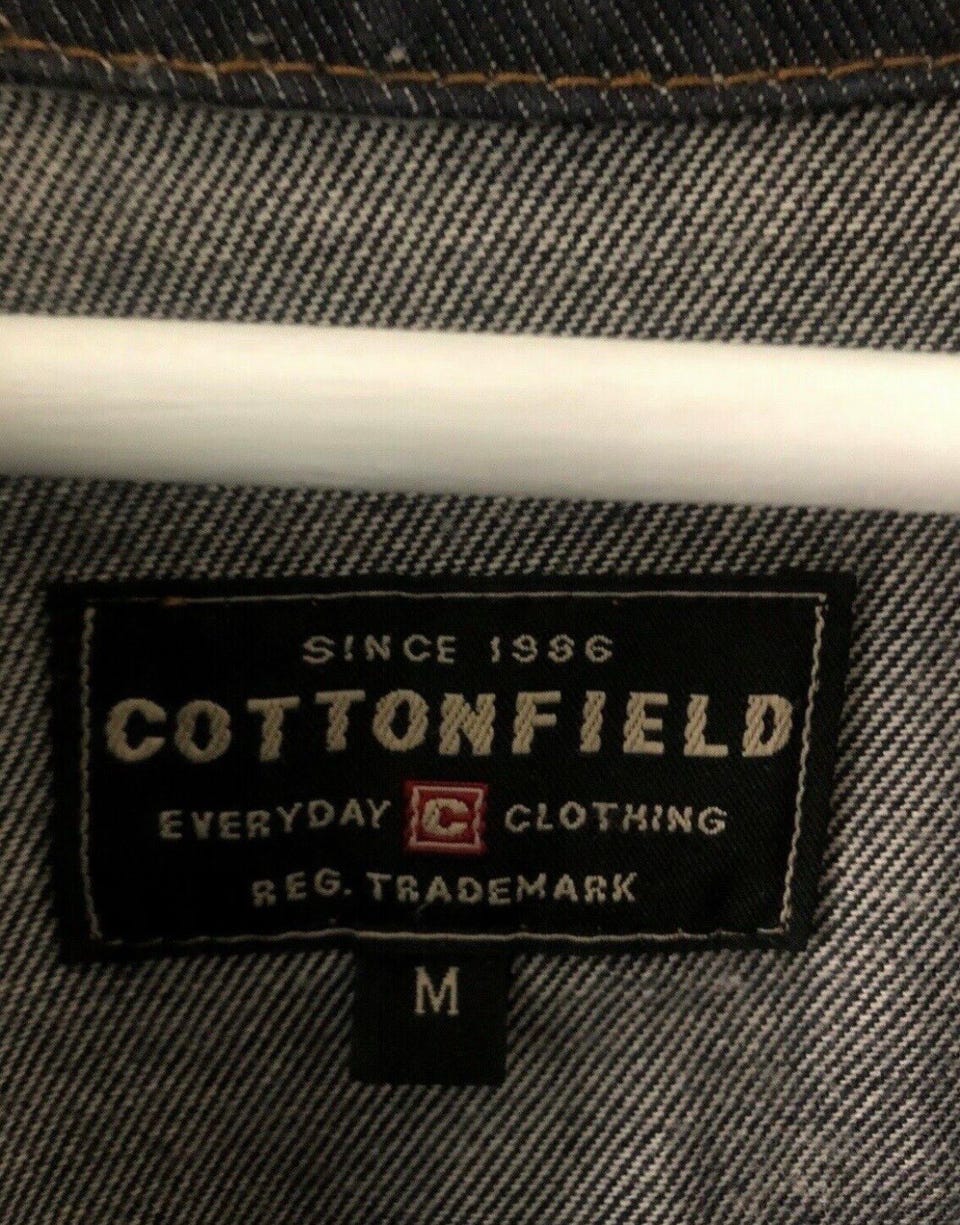 SINCE 1986
COTTONFIELD
EVERYDAY C CLOTHING
REG. TRADEMARK
M